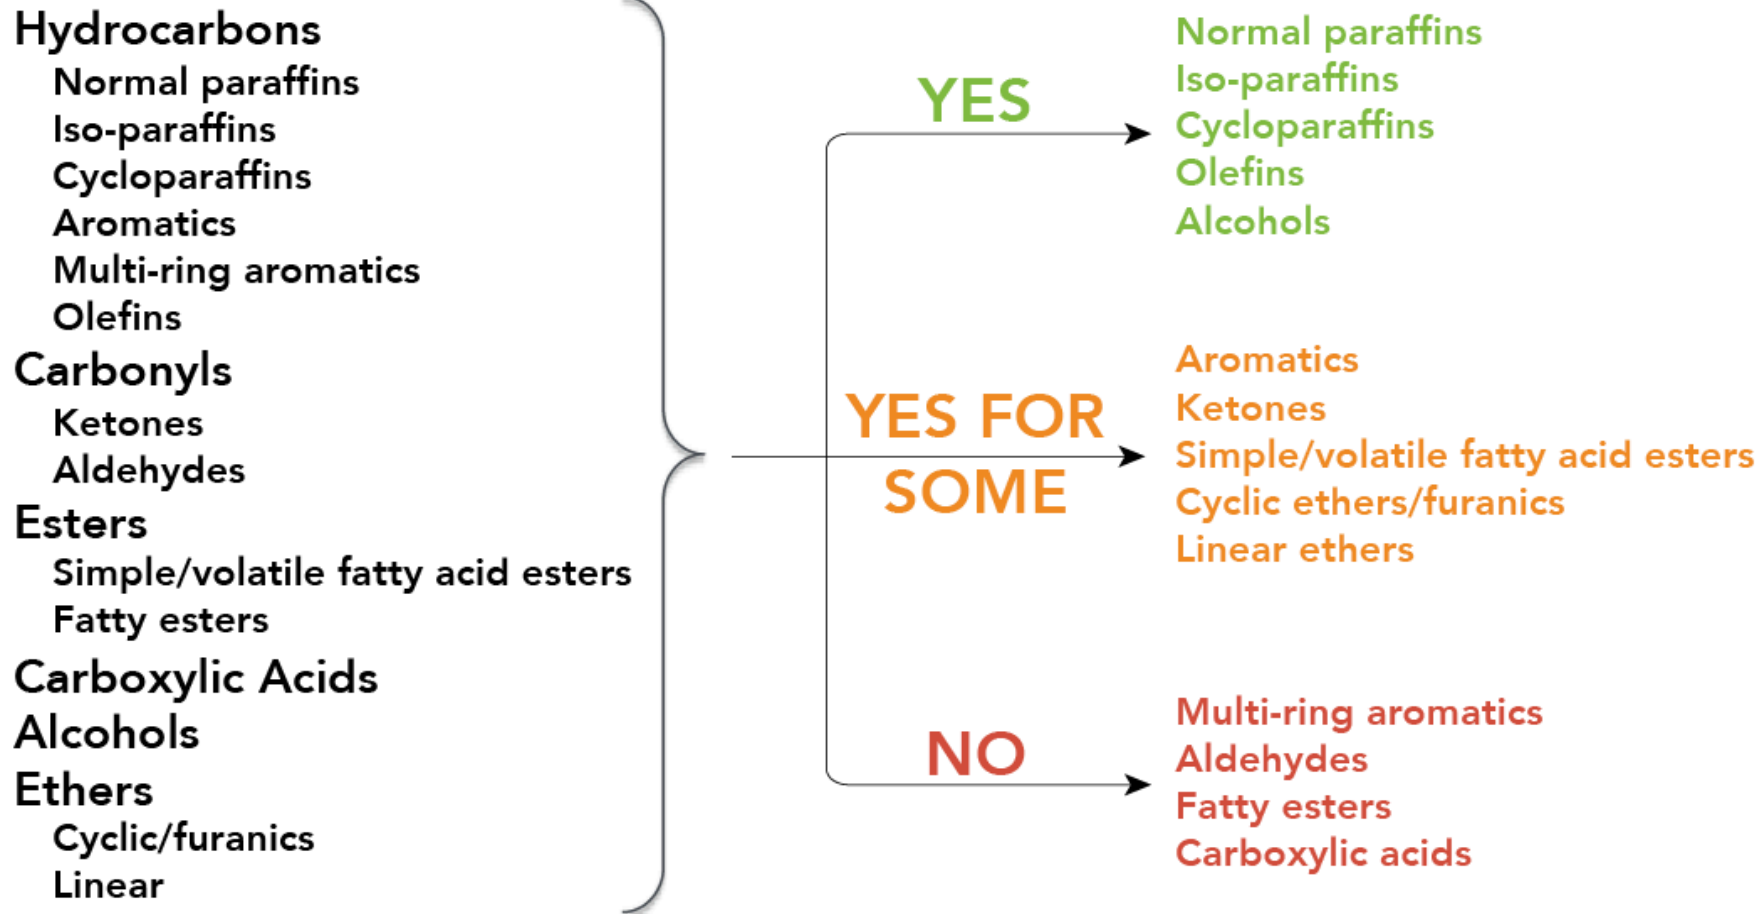 Hydrocarbons
Normal paraffins
Iso-paraffins
Cycloparaffins
Aromatics
Multi-ring aromatics
Olefins
Carbonyls
Ketones
Aldehydes
Esters
Simple/volatile fatty acid esters
Fatty esters
Carboxylic Acids
Alcohols
Ethers
Cyclic/furanics
Linear
YES
Normal paraffins
Iso-paraffins
Cycloparaffins
Olefins
Alcohols
YES FOR
SOME
Aromatics
Ketones
Simple/volatile fatty acid esters
Cyclic ethers/furanics
Linear ethers
NO
Multi-ring aromatics
Aldehydes
Fatty esters
Carboxylic acids